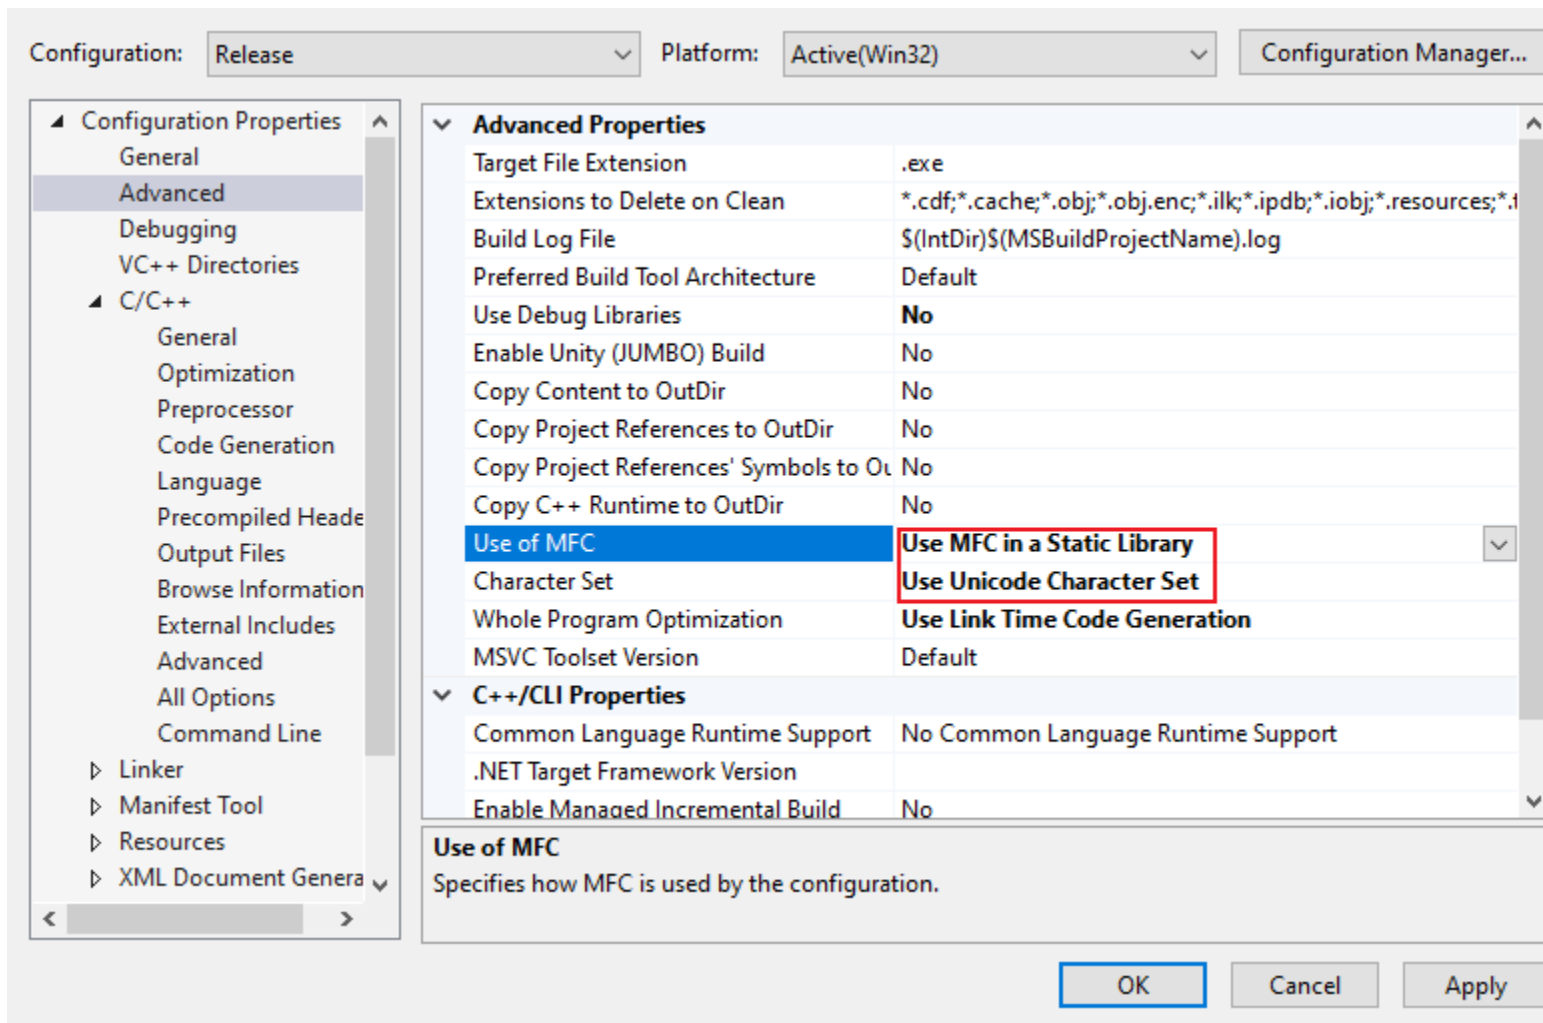 Configuration: Release Platform: Active(Win32) Configuration Manager...
Configuration Properties
General
Advanced
Debugging
VC++ Directories
C/C++
General
Optimization
Preprocessor
Code Generation
Language
Precompiled Heade
Output Files
Browse Information
External Includes
Advanced
All Options
Command Line
Linker
Manifest Tool
Resources
XML Document Genera
Advanced Properties
Target File Extension .exe
Extensions to Delete on Clean *.cdf;*.cache;*.obj;*.obj.enc;*.ilk;*.ipdb;*.iobj;*.resources;*.t
Build Log File $(IntDir)$(MSBuildProjectName).log
Preferred Build Tool Architecture Default
Use Debug Libraries No
Enable Unity (JUMBO) Build No
Copy Content to OutDir No
Copy Project References to OutDir No
Copy Project References' Symbols to Ou No
Copy C++ Runtime to OutDir No
Use of MFC Use MFC in a Static Library
Character Set Use Unicode Character Set
Whole Program Optimization Use Link Time Code Generation
MSVC Toolset Version Default
C++/CLI Properties
Common Language Runtime Support No Common Language Runtime Support
.NET Target Framework Version
Enable Managed Incremental Build No
Use of MFC
Specifies how MFC is used by the configuration.
OK Cancel Apply